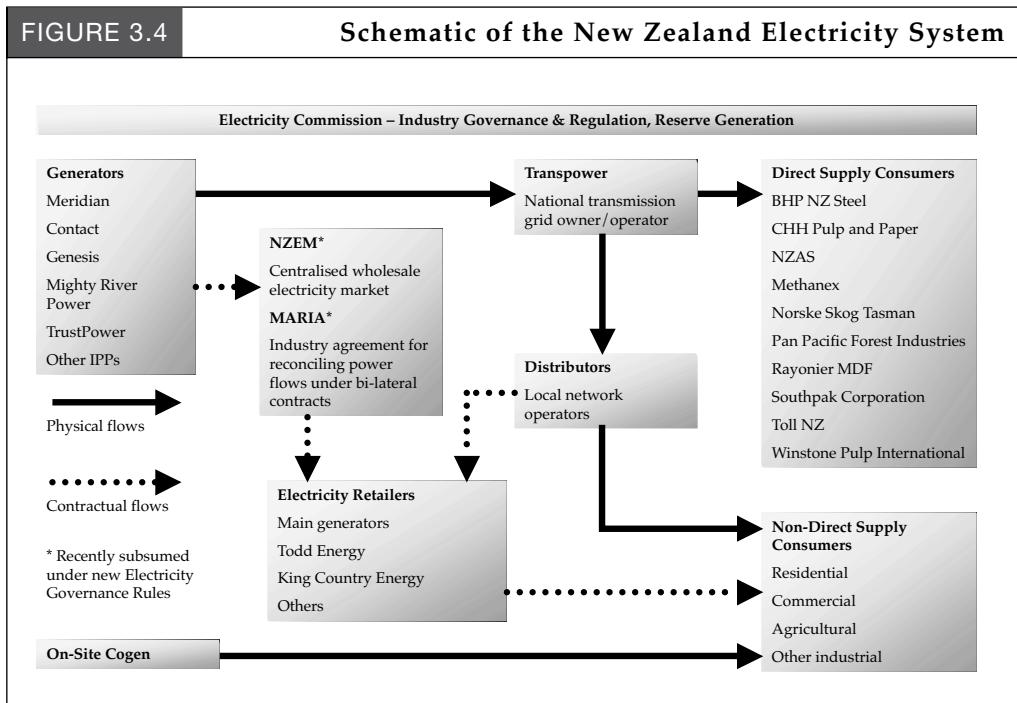 FIGURE 3.4
Schematic of the New Zealand Electricity System
Electricity Commission – Industry Governance & Regulation, Reserve Generation
Generators
Meridian
Contact
Genesis
Mighty River
Power
TrustPower
Other IPPs
NZEM*
Centralised wholesale
electricity market
MARIA*
Industry agreement for
reconciling power
flows under bi-lateral
contracts
Transpower
National transmission
grid owner/operator
Direct Supply Consumers
BHP NZ Steel
CHH Pulp and Paper
NZAS
Methanex
Norske Skog Tasman
Pan Pacific Forest Industries
Rayonier MDF
Southpak Corporation
Toll NZ
Winstone Pulp International
Distributors
Local network
operators
Physical flows
Contractual flows
* Recently subsumed
under new Electricity
Governance Rules
Electricity Retailers
Main generators
Todd Energy
King Country Energy
Others
Non-Direct Supply
Consumers
Residential
Commercial
Agricultural
Other industrial
On-Site Cogen